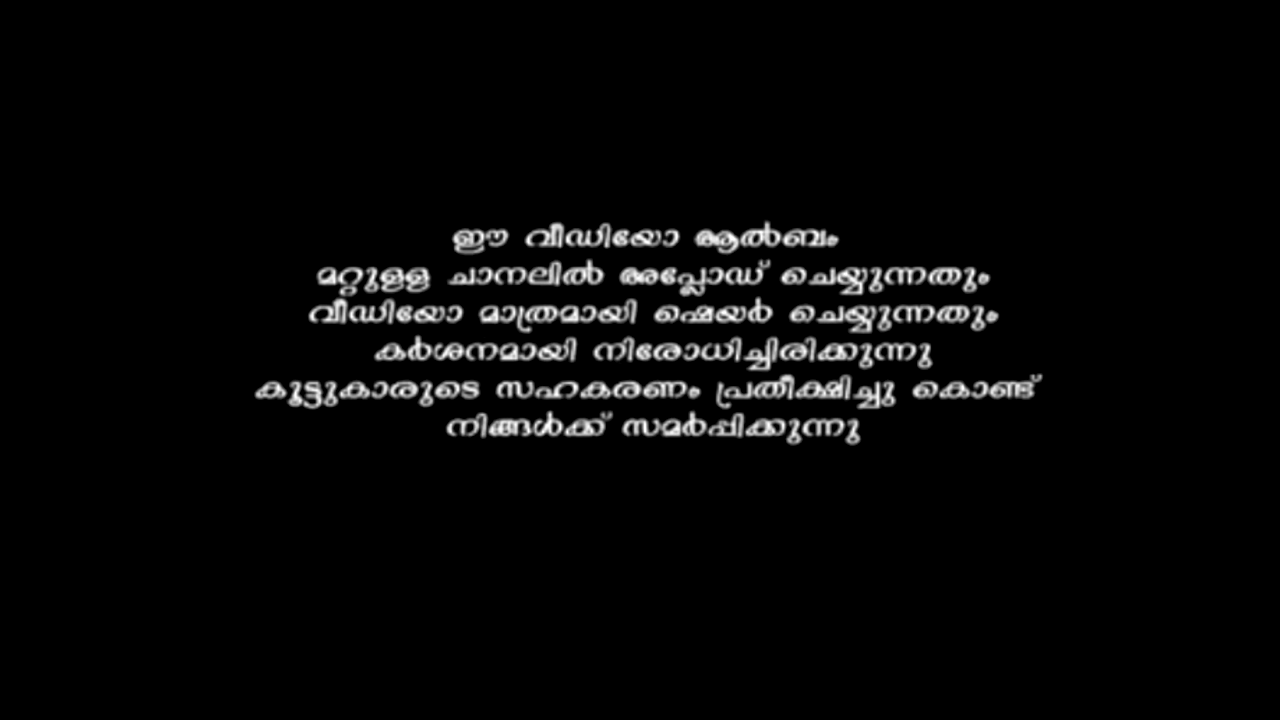 ഈ വീഡിയോ ആൽബം
മറ്റുള്ള ചാനലിൽ അപ്ലോഡ് ചെയ്യുന്നതും
വീഡിയോ മാത്രമായി ഷെയർ ചെയ്യുന്നതും
കർശനമായി നിരോധിച്ചിരിക്കുന്നു
കൂട്ടുകാരുടെ സഹകരണം പ്രതീക്ഷിച്ചു കൊണ്ട്
നിങ്ങൾക്ക് സമർപ്പിക്കുന്നു